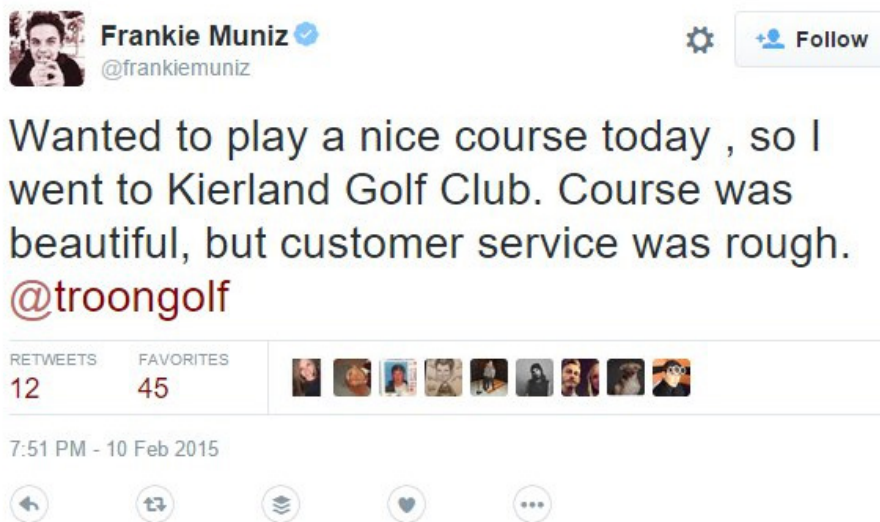 Frankie Muniz
@frankiemuniz
Follow
Wanted to play a nice course today , so I
went to Kierland Golf Club. Course was
beautiful, but customer service was rough.
@troongolf
RETWEETS FAVORITES
12 45
7:51 PM - 10 Feb 2015